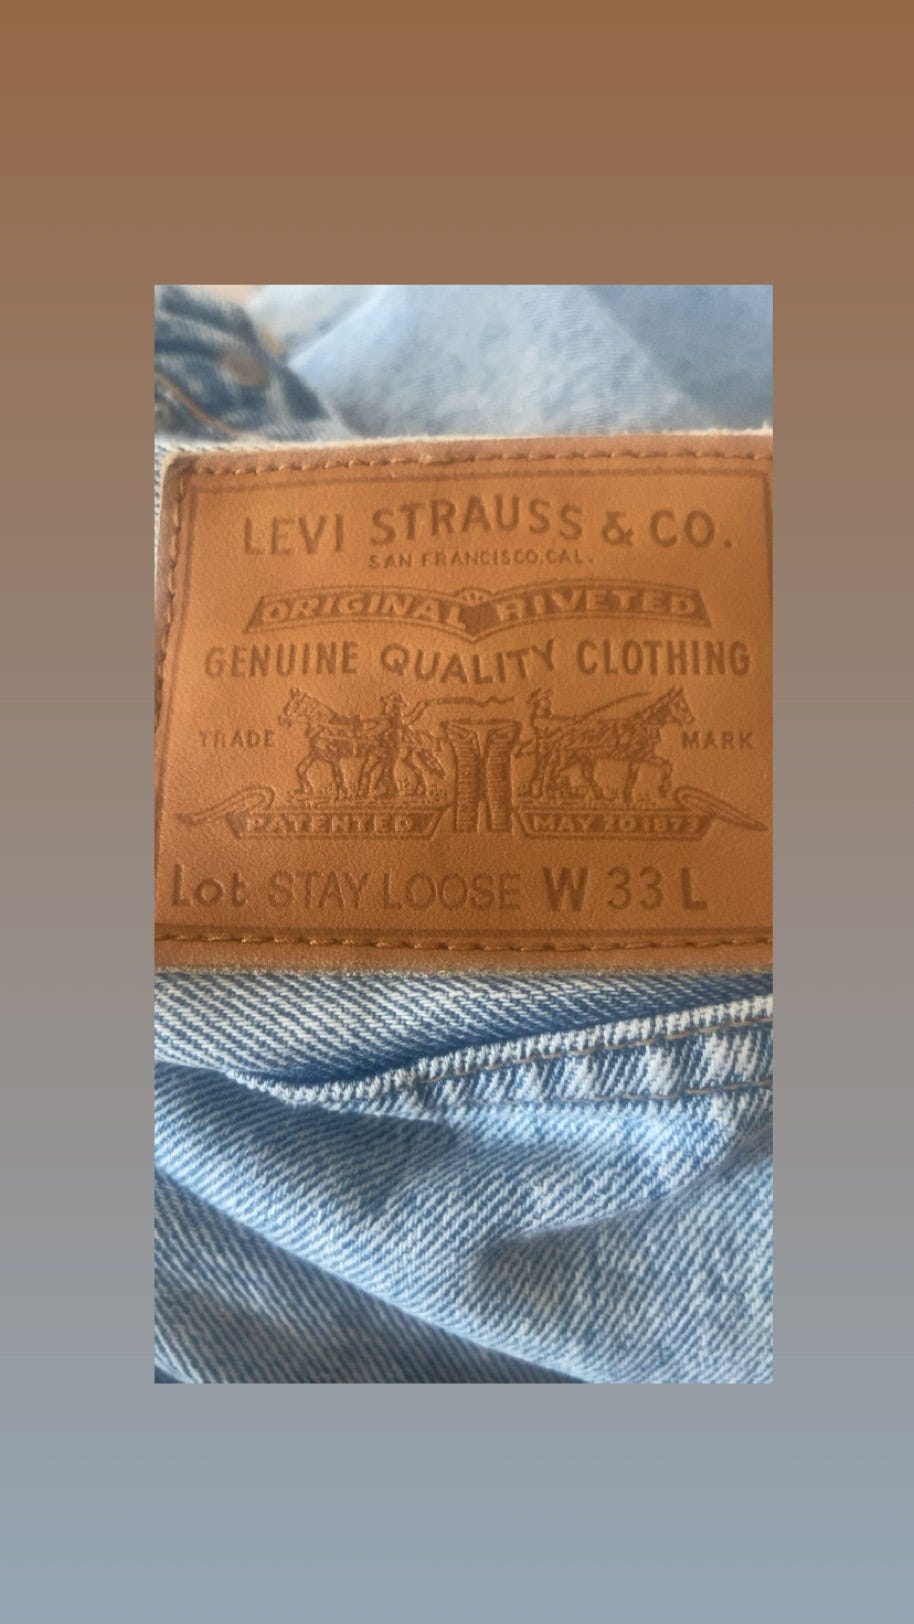 LEVI STRAUSS & CO.
SAN FRANCISCO, CAL.
ORIGINAL RIVETED
GENUINE QUALITY CLOTHING
TRADE MARK
PATENTED MAY 20 1873
Lot STAY LOOSE W 33 L